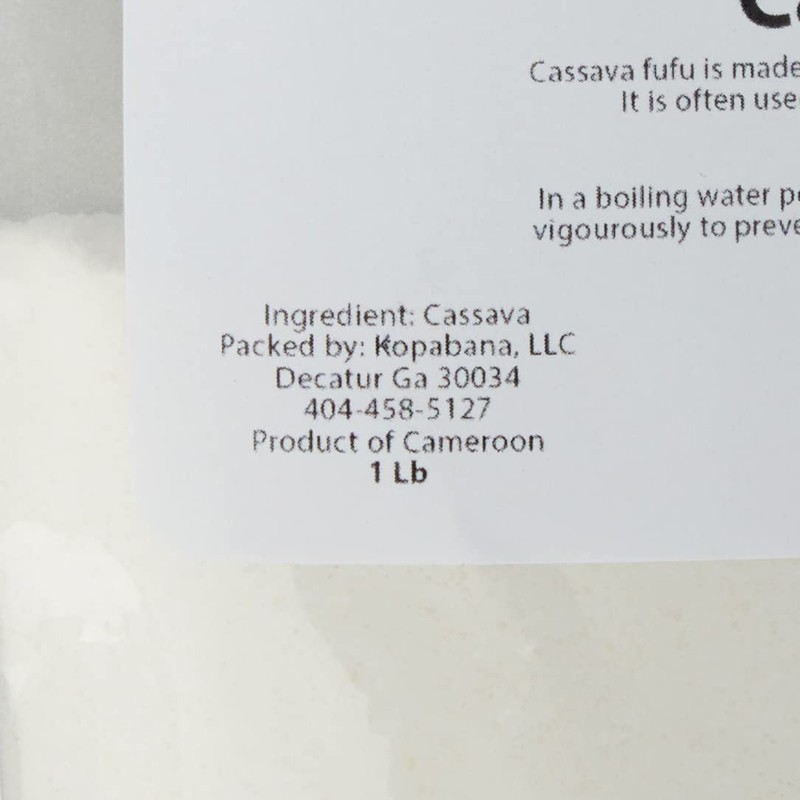 Cassava fufu is made
It is often use
In a boiling water p
vigourously to preve
Ingredient: Cassava
Packed by: Kopabana, LLC
Decatur Ga 30034
404-458-5127
Product of Cameroon
1 Lb